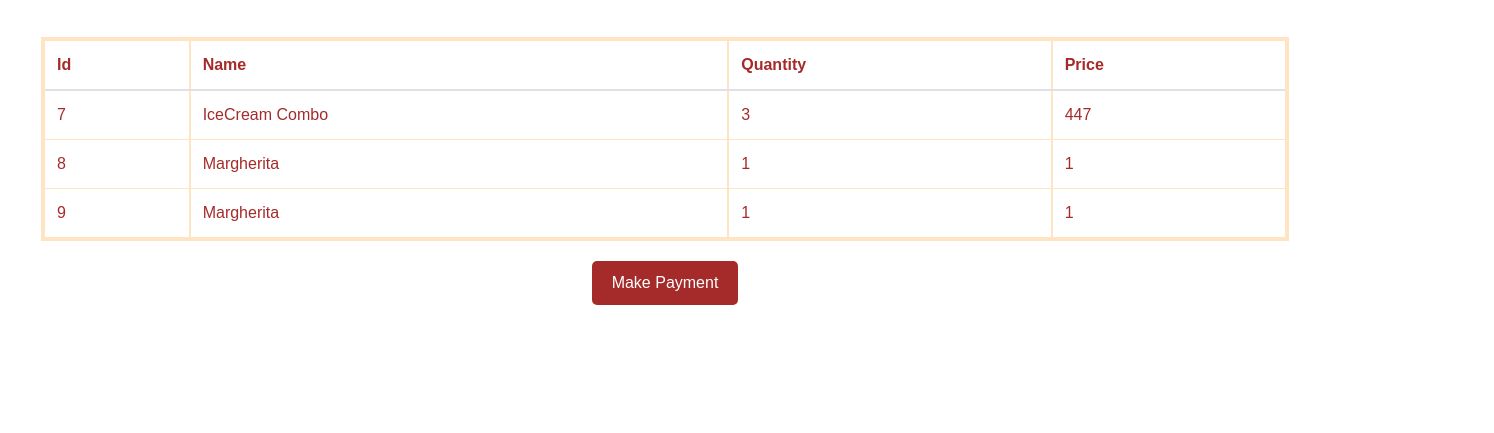 Id Name Quantity Price
7 IceCream Combo 3 447
8 Margherita 1 1
9 Margherita 1 1
Make Payment